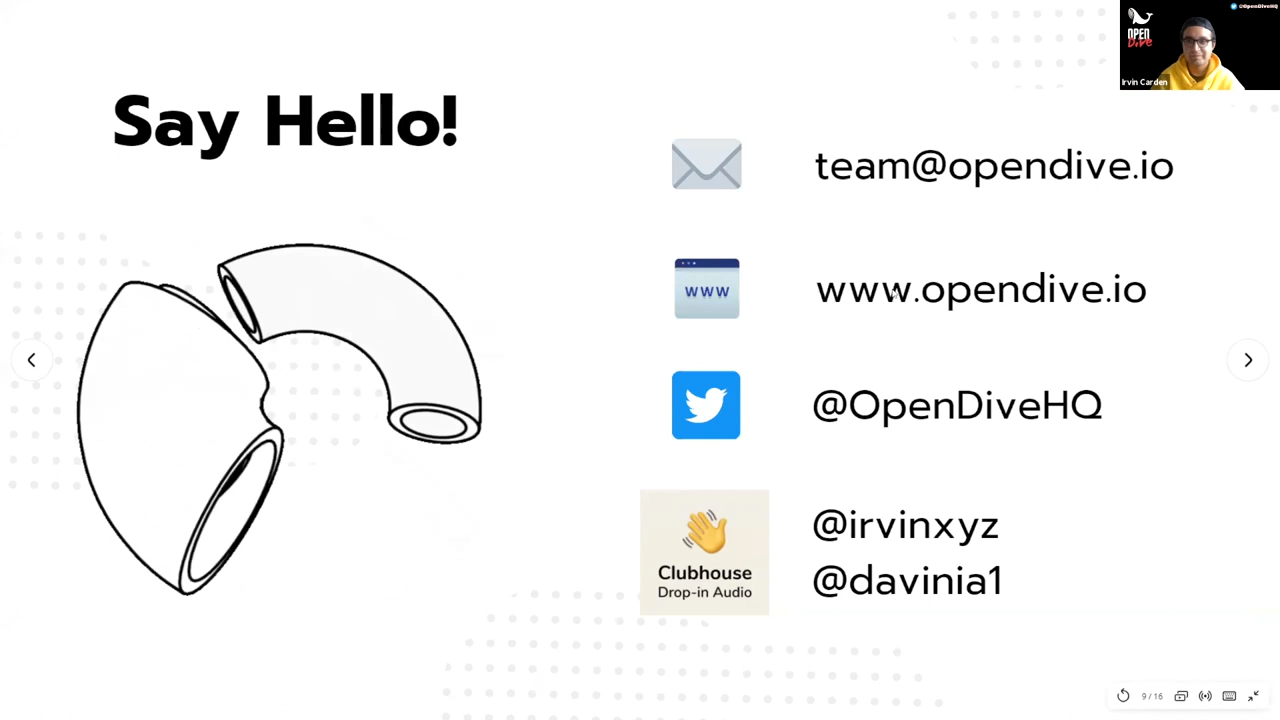 Say Hello!
team@opendive.io
WWW
www.opendive.io
@OpenDiveHQ
Clubhouse
Drop-in Audio
@irvinxyz
@davinia1
OPEN
Dive
@OpenDiveHQ
Irvin Carden
9 / 16